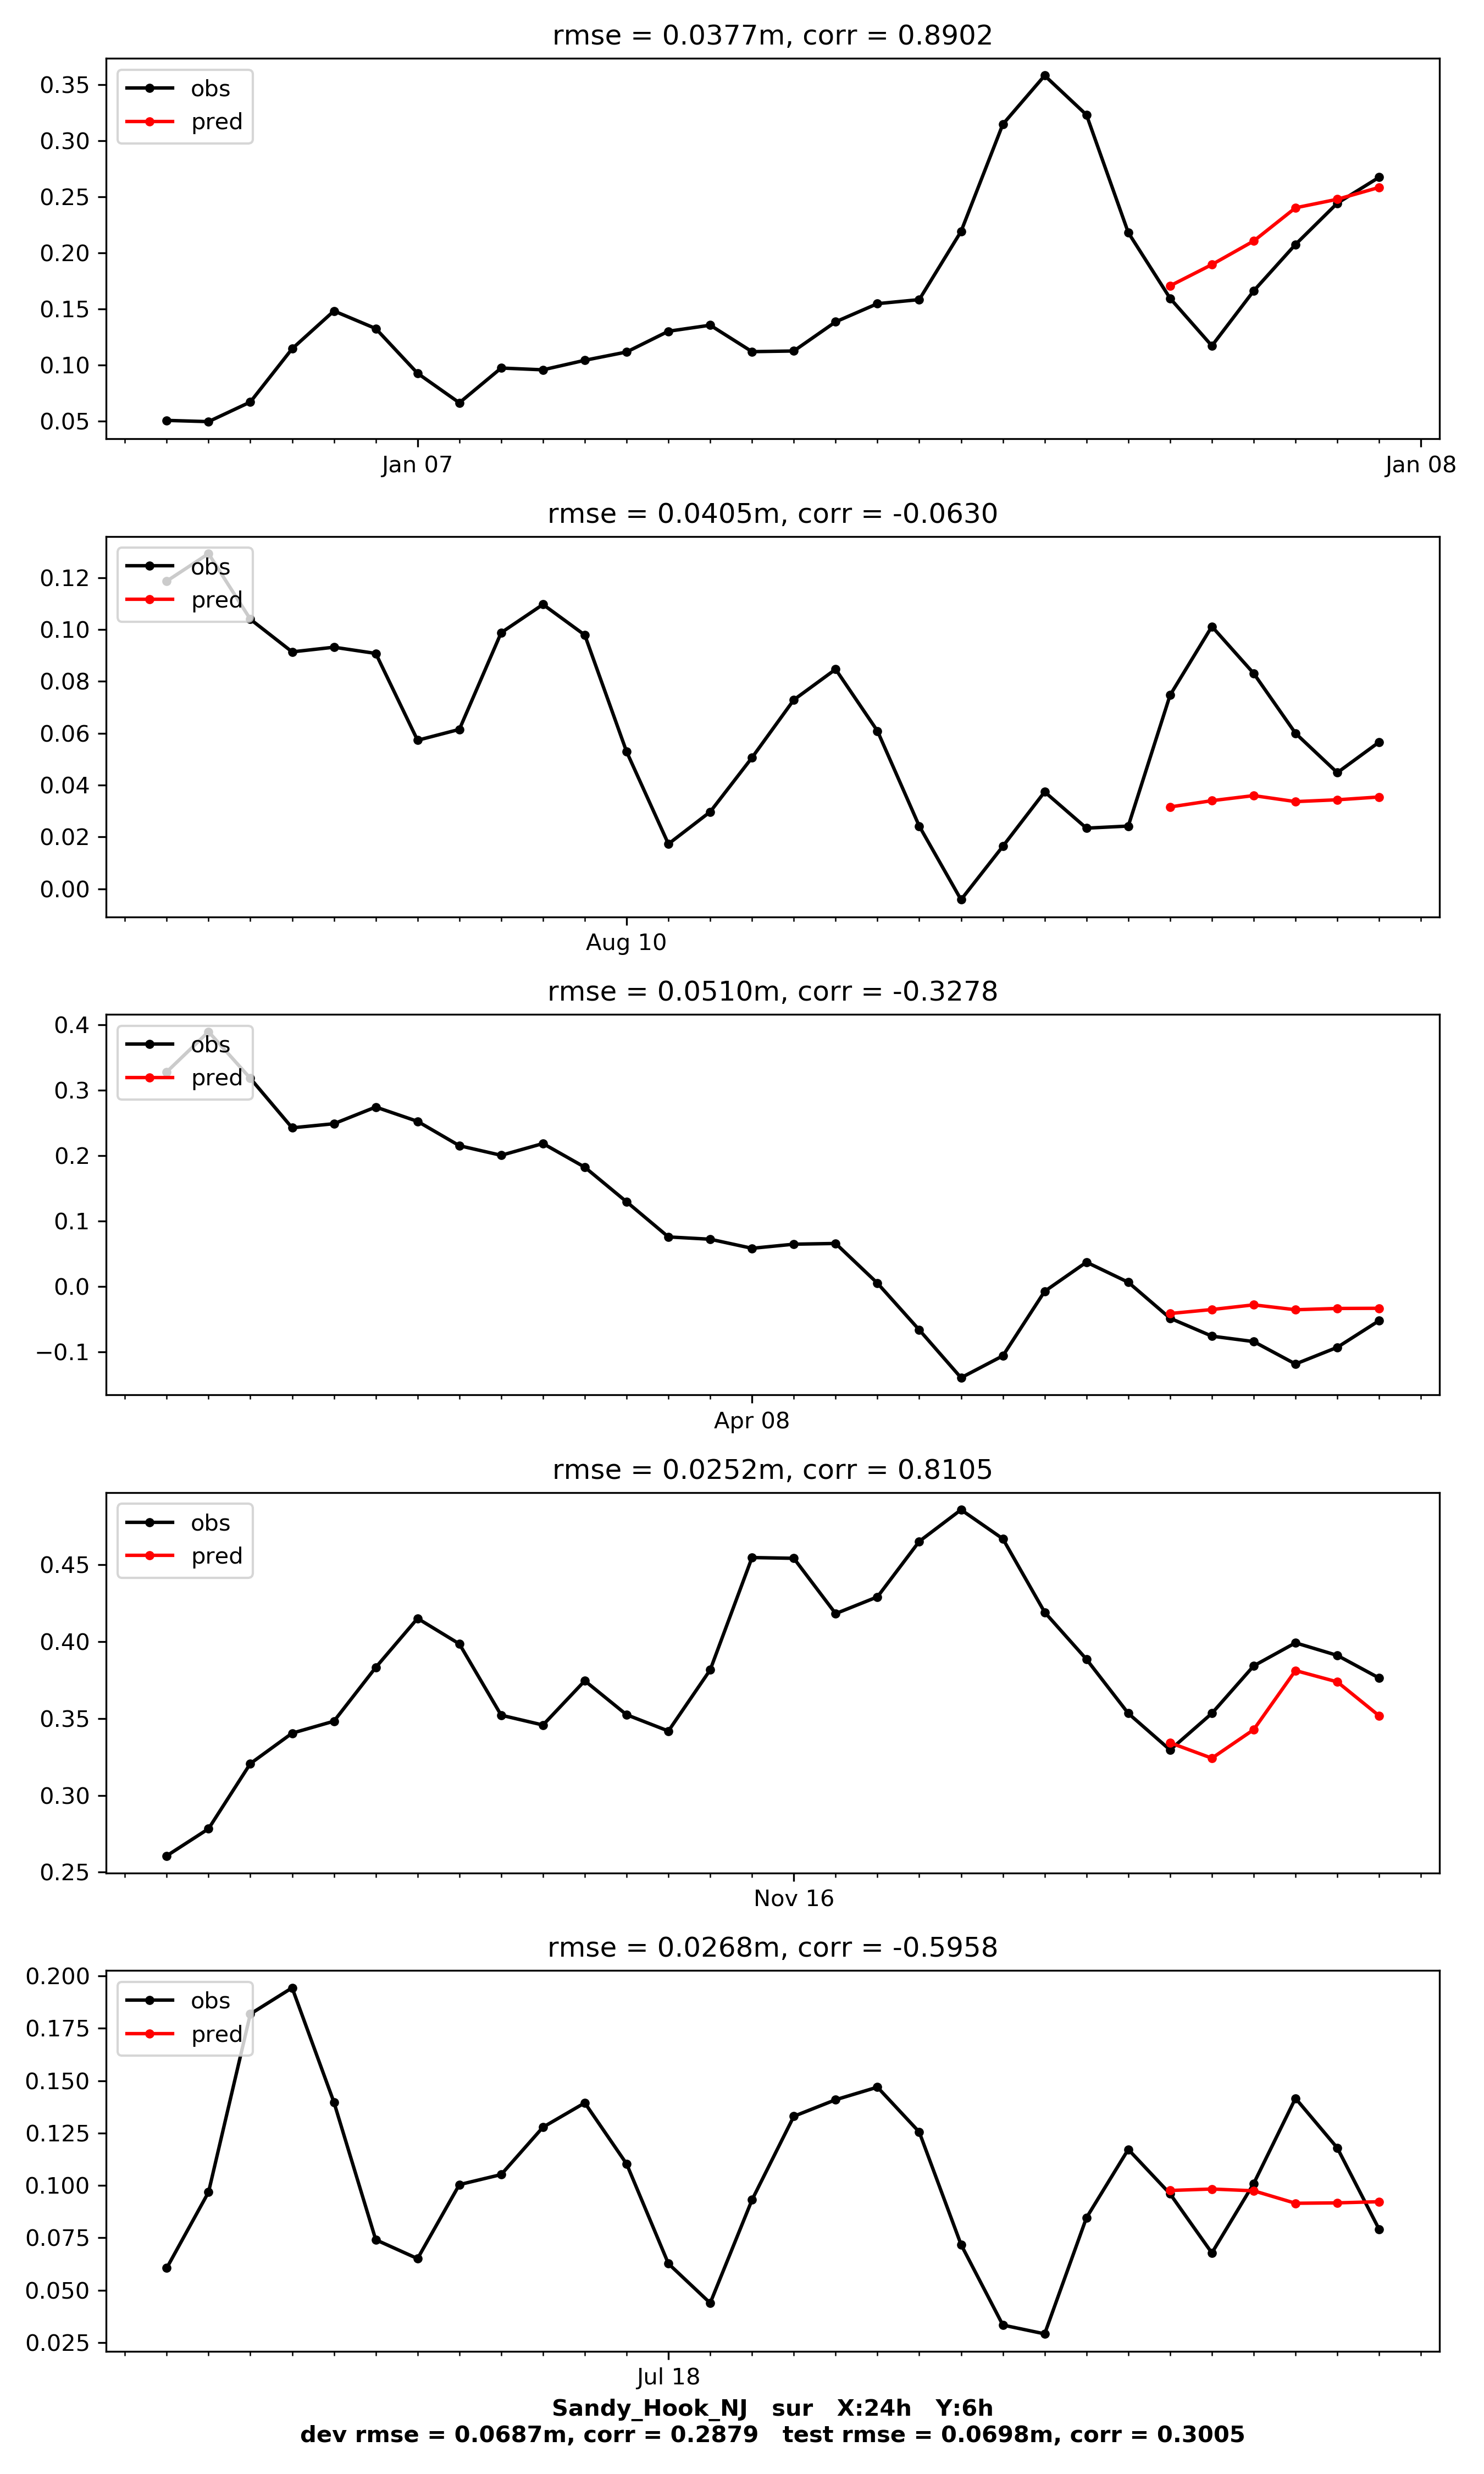 rmse = 0.0377m, corr = 0.8902
obs
pred
0.35
0.30
0.25
0.20
0.15
0.10
0.05
Jan 07 Jan 08
rmse = 0.0405m, corr = -0.0630
obs
pred
0.12
0.10
0.08
0.06
0.04
0.02
0.00
Aug 10
rmse = 0.0510m, corr = -0.3278
obs
pred
0.4
0.3
0.2
0.1
0.0
−0.1
Apr 08
rmse = 0.0252m, corr = 0.8105
obs
pred
0.45
0.40
0.35
0.30
0.25
Nov 16
rmse = 0.0268m, corr = -0.5958
obs
pred
0.200
0.175
0.150
0.125
0.100
0.075
0.050
0.025
Jul 18
Sandy_Hook_NJ sur X:24h Y:6h
dev rmse = 0.0687m, corr = 0.2879 test rmse = 0.0698m, corr = 0.3005